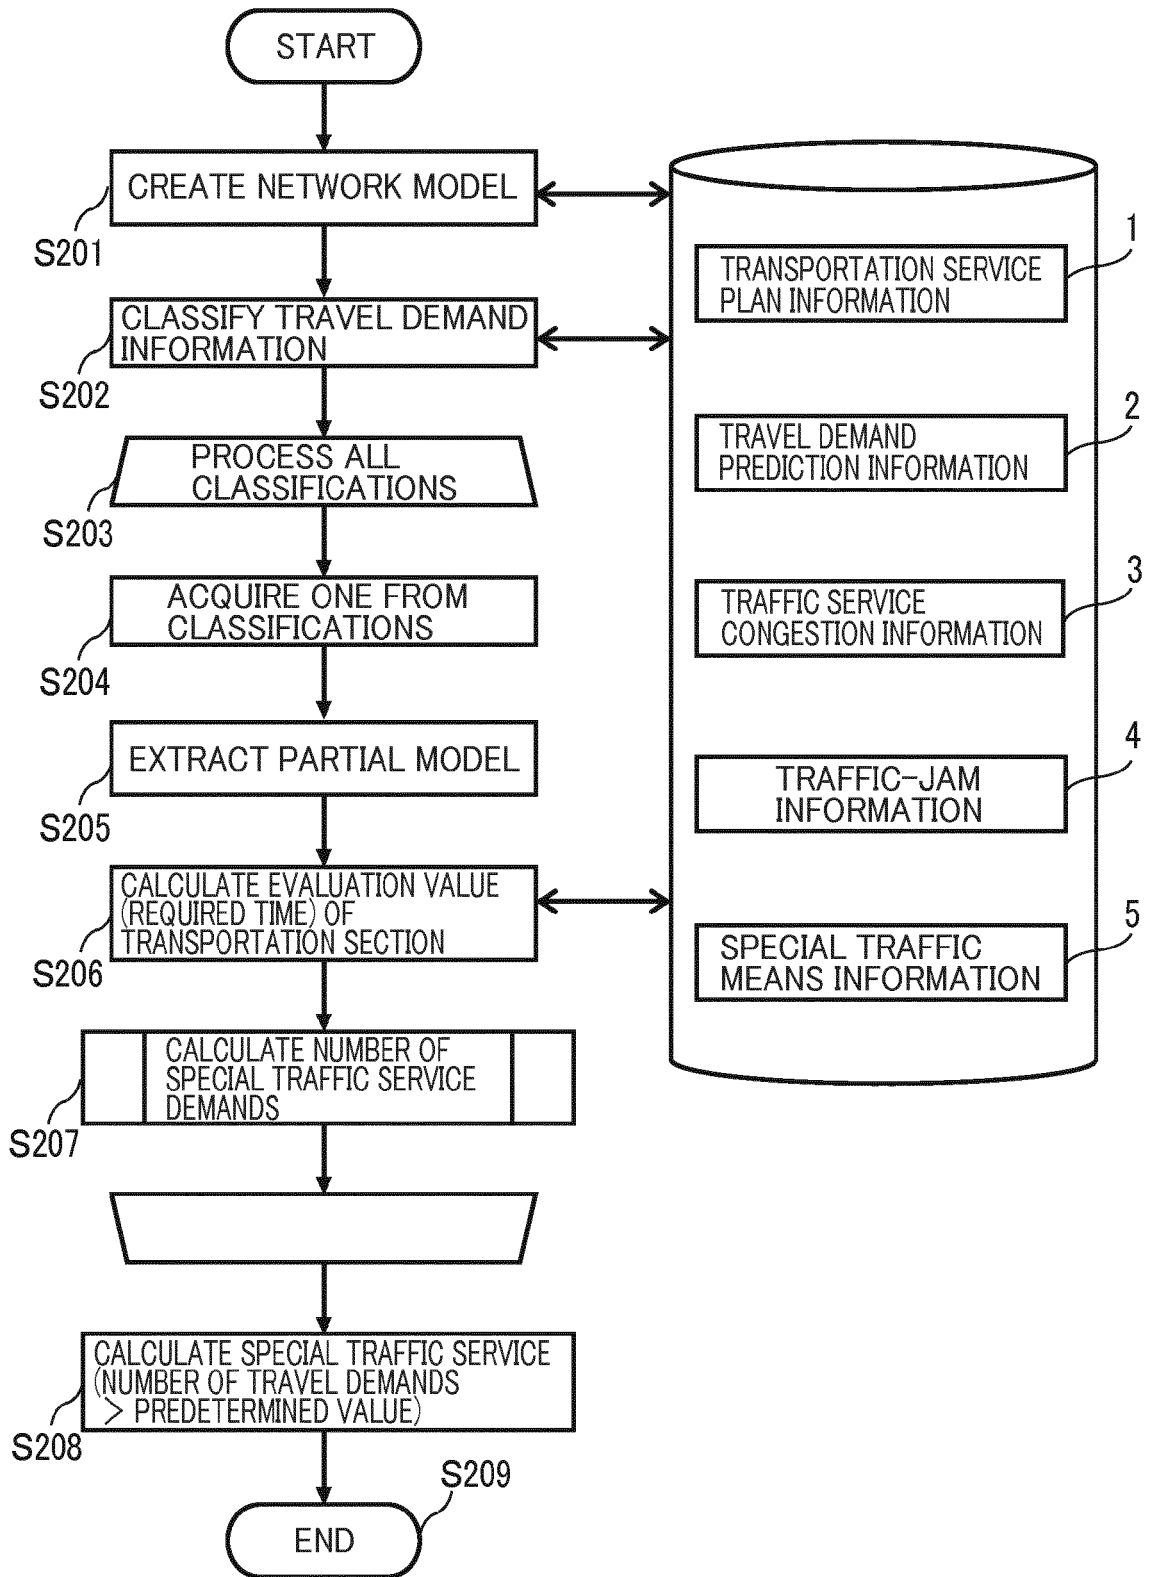 START
CREATE NETWORK MODEL
S201
CLASSIFY TRAVEL DEMAND
INFORMATION
S202
PROCESS ALL
CLASSIFICATIONS
S203
ACQUIRE ONE FROM
CLASSIFICATIONS
S204
EXTRACT PARTIAL MODEL
S205
CALCULATE EVALUATION VALUE
(REQUIRED TIME) OF
TRANSPORTATION SECTION
S206
CALCULATE NUMBER OF
SPECIAL TRAFFIC SERVICE
DEMANDS
S207
CALCULATE SPECIAL TRAFFIC SERVICE
(NUMBER OF TRAVEL DEMANDS
> PREDETERMINED VALUE)
S208
S209
END
1
TRANSPORTATION SERVICE
PLAN INFORMATION
2
TRAVEL DEMAND
PREDICTION INFORMATION
3
TRAFFIC SERVICE
CONGESTION INFORMATION
4
TRAFFIC-JAM
INFORMATION
5
SPECIAL TRAFFIC
MEANS INFORMATION